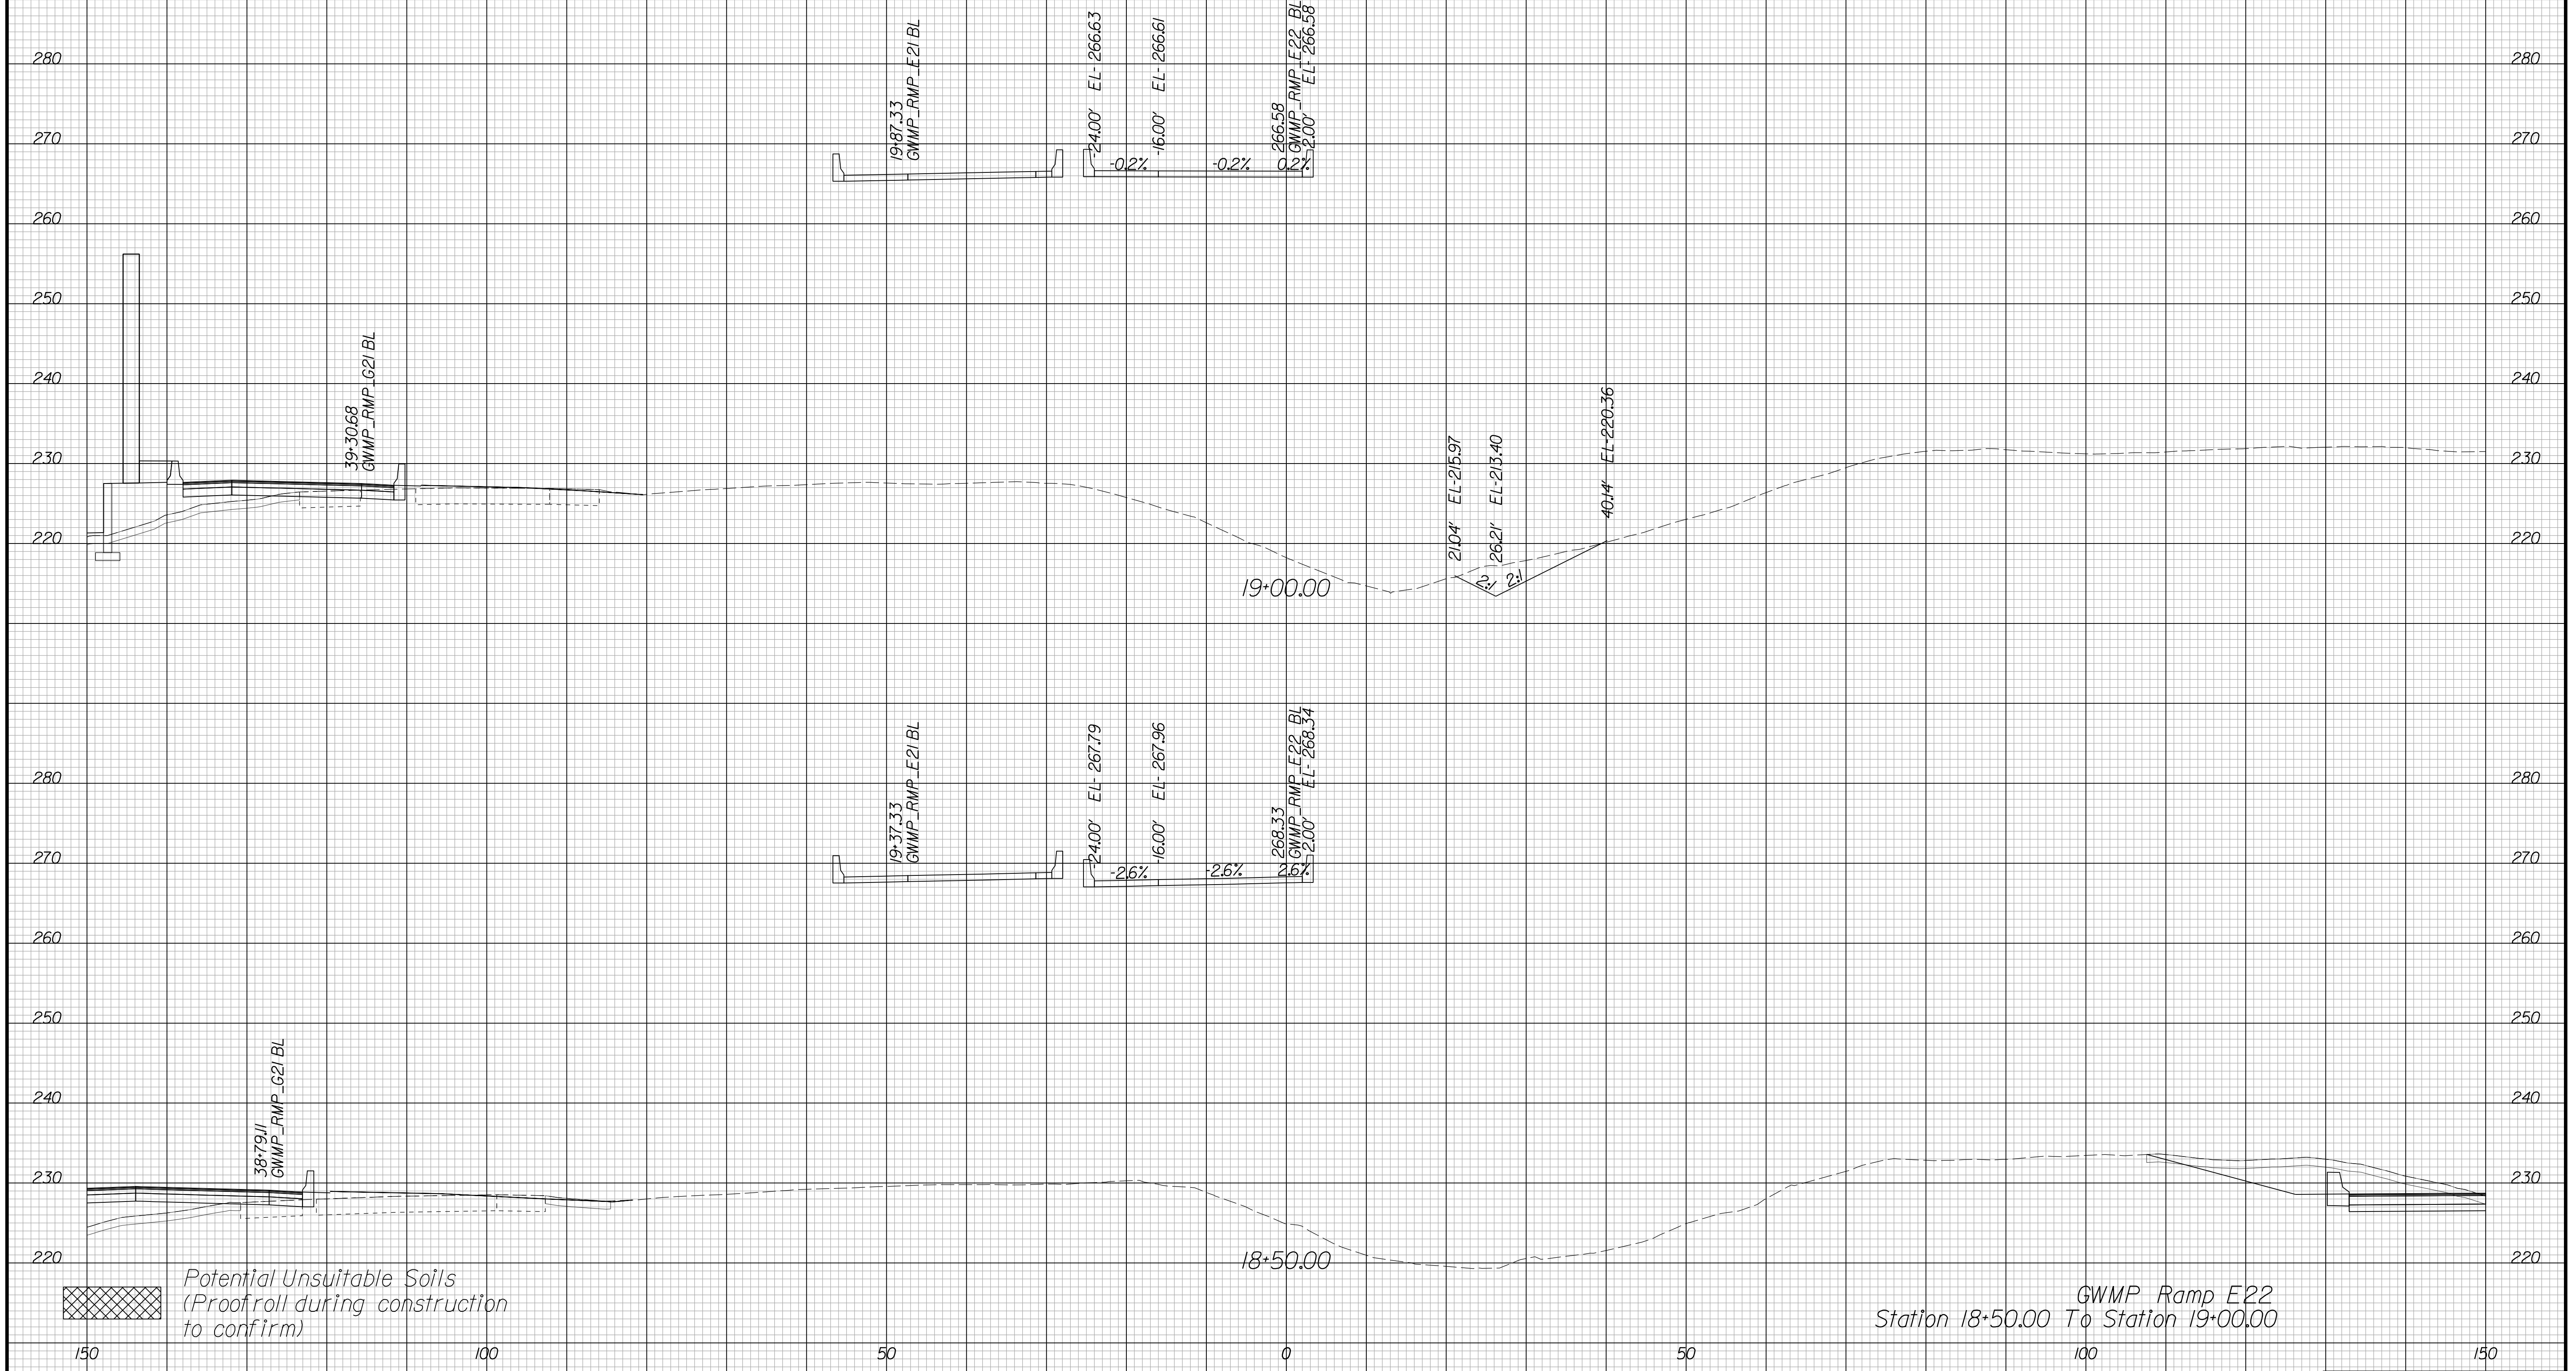 280
280
270
270
260
260
250
250
240
240
230
230
220
220
19+87.33
GWMP_RMP_E21 BL
-24.00' EL- 266.63
-16.00' EL- 266.61
266.58
GWMP_RMP_E22 BL
2.00' EL- 266.58
-0.2%
-0.2%
0.2%
39+30.68
GWMP_RMP_G21 BL
21.04' EL-215.97
26.21' EL-213.40
40.14' EL-220.36
2:1
2:1
19+00.00
280
280
270
270
260
260
250
250
240
240
230
230
220
220
19+37.33
GWMP_RMP_E21 BL
-24.00' EL- 267.79
-16.00' EL- 267.96
268.33
GWMP_RMP_E22 BL
2.00' EL- 268.34
-2.6%
-2.6%
2.6%
38+79.11
GWMP_RMP_G21 BL
18+50.00
Potential Unsuitable Soils
(Proofroll during construction
to confirm)
GWMP Ramp E22
Station 18+50.00 To Station 19+00.00
150
100
50
0
50
100
150